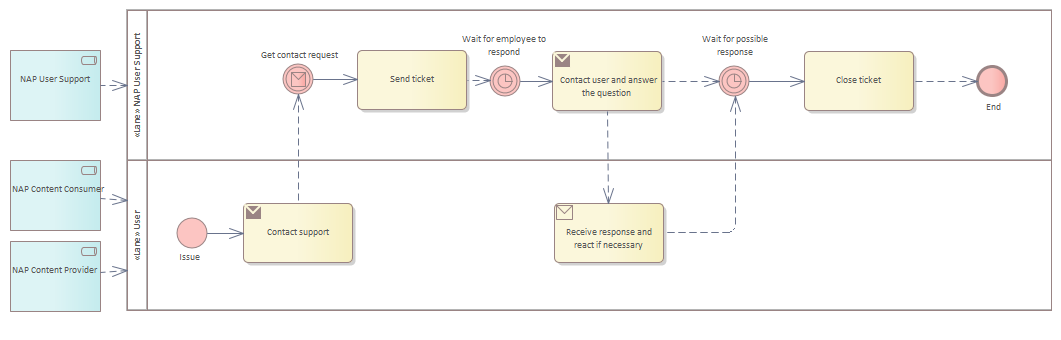 NAP User Support
NAP Content Consumer
NAP Content Provider
«Lane» NAP User Support
Get contact request
Send ticket
Wait for employee to
respond
Contact user and answer
the question
Wait for possible
response
Close ticket
End
«Lane» User
Issue
Contact support
Receive response and
react if necessary